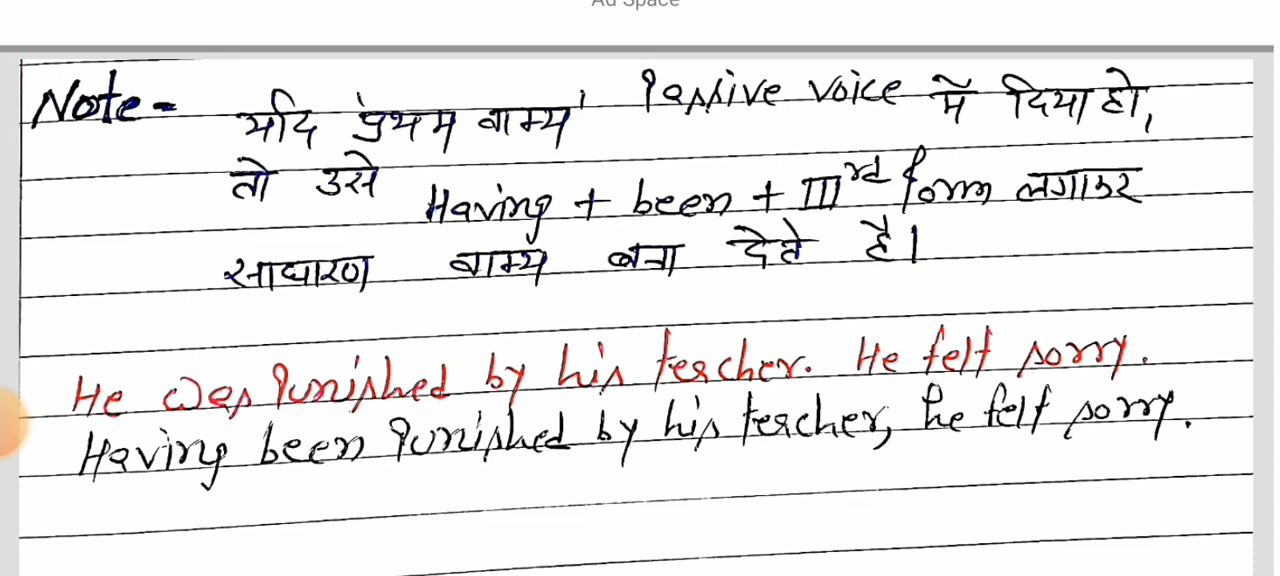 Ad Space
Note- यदि प्रथम वाक्य Passive voice में दिया हो,
तो उसे Having + been + IIIrd form लगाकर
साधारण वाक्य बना देते है।
He was Punished by his teacher. He felt sorry.
Having been Punished by his teacher, he felt sorry.